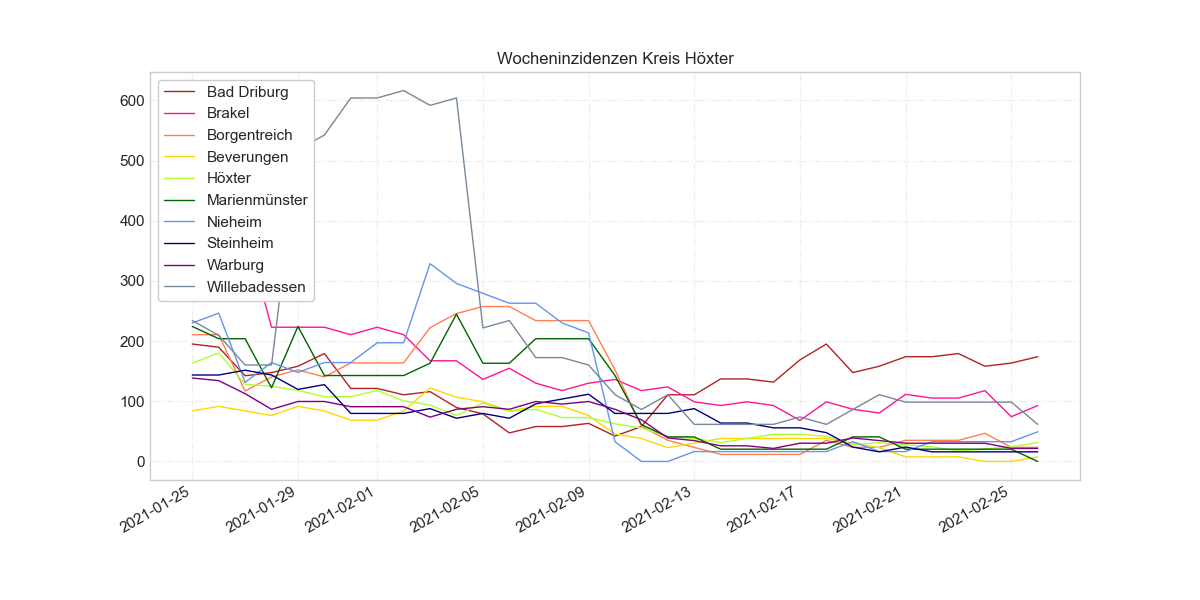 Wocheninzidenzen Kreis Höxter
600
500
400
300
200
100
0
Bad Driburg
Brakel
Borgentreich
Beverungen
Höxter
Marienmünster
Nieheim
Steinheim
Warburg
Willebadessen
2021-01-25
2021-01-29
2021-02-01
2021-02-05
2021-02-09
2021-02-13
2021-02-17
2021-02-21
2021-02-25